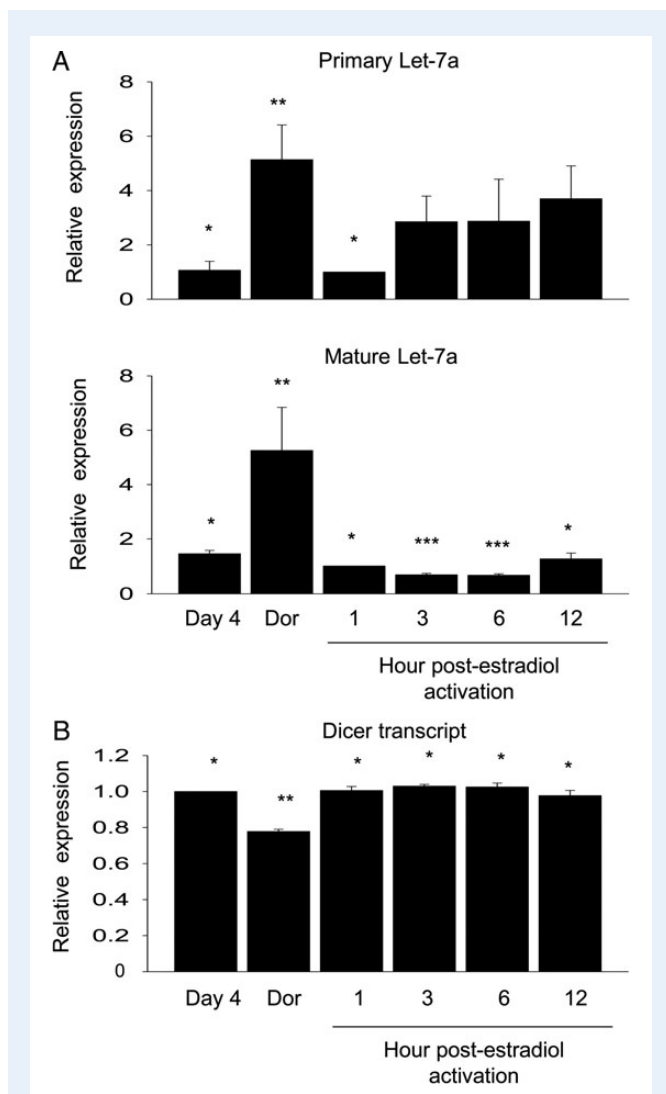 A
Primary Let-7a
Relative expression
8
6
4
2
0
*
**
*
Mature Let-7a
Relative expression
8
6
4
2
0
*
**
*
***
***
*
Day 4 Dor 1 3 6 12
Hour post-estradiol
activation
B
Dicer transcript
Relative expression
1.2
1.0
0.8
0.6
0.4
0.2
0
*
**
*
*
*
*
Day 4 Dor 1 3 6 12
Hour post-estradiol
activation